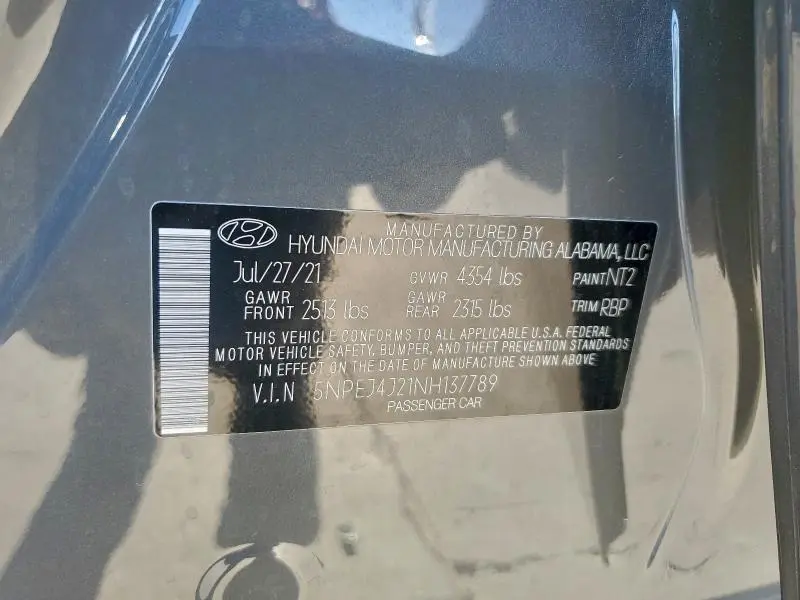 MANUFACTURED BY
HYUNDAI MOTOR MANUFACTURING ALABAMA, LLC
Jul/27/21 GVWR 4354 lbs PAINT NT2
GAWR FRONT 2513 lbs GAWR REAR 2315 lbs TRIM RBP
THIS VEHICLE CONFORMS TO ALL APPLICABLE U.S.A. FEDERAL
MOTOR VEHICLE SAFETY, BUMPER, AND THEFT PREVENTION STANDARDS
IN EFFECT ON THE DATE OF MANUFACTURE SHOWN ABOVE.
V.I.N 5NPEJ4J21NH137789
PASSENGER CAR